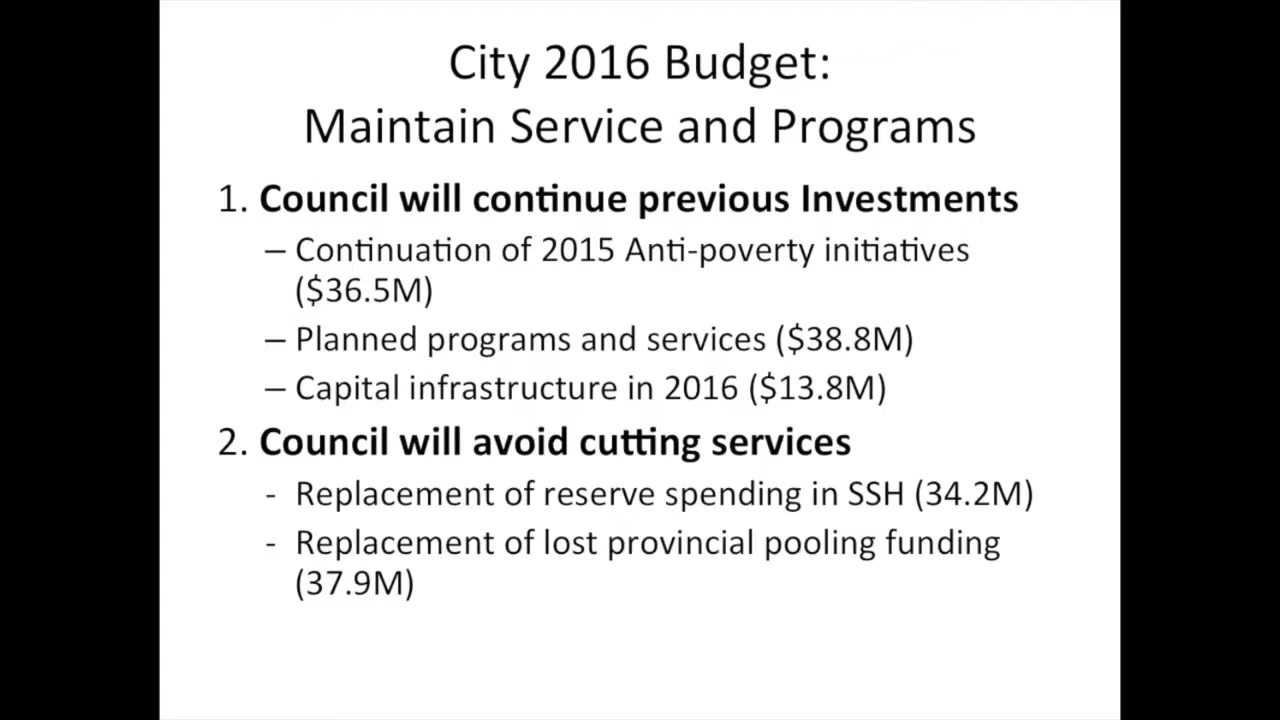 City 2016 Budget:
Maintain Service and Programs
1. Council will continue previous Investments
– Continuation of 2015 Anti-poverty initiatives
($36.5M)
– Planned programs and services ($38.8M)
– Capital infrastructure in 2016 ($13.8M)
2. Council will avoid cutting services
- Replacement of reserve spending in SSH (34.2M)
- Replacement of lost provincial pooling funding
(37.9M)